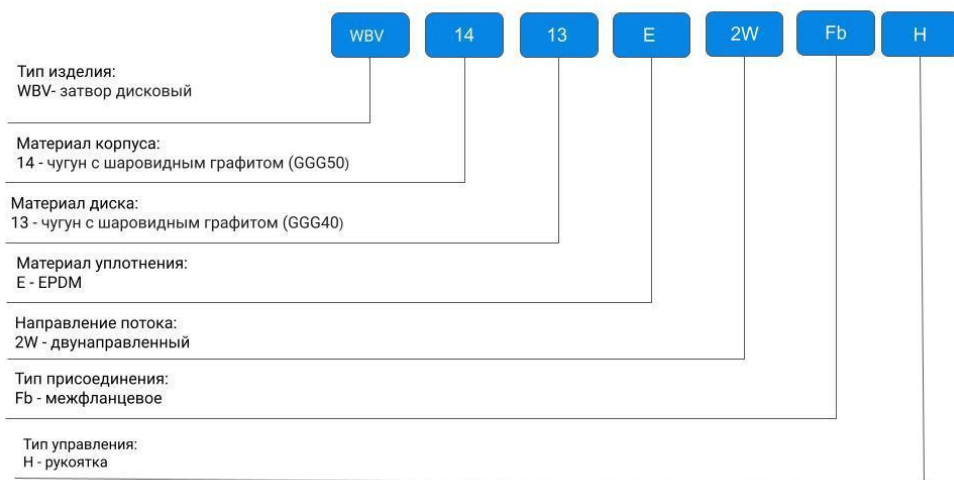 WBV 14 13 E 2W Fb H
Тип изделия:
WBV- затвор дисковый
Материал корпуса:
14 - чугун с шаровидным графитом (GGG50)
Материал диска:
13 - чугун с шаровидным графитом (GGG40)
Материал уплотнения:
E - EPDM
Направление потока:
2W - двунаправленный
Тип присоединения:
Fb - межфланцевое
Тип управления:
H - рукоятка